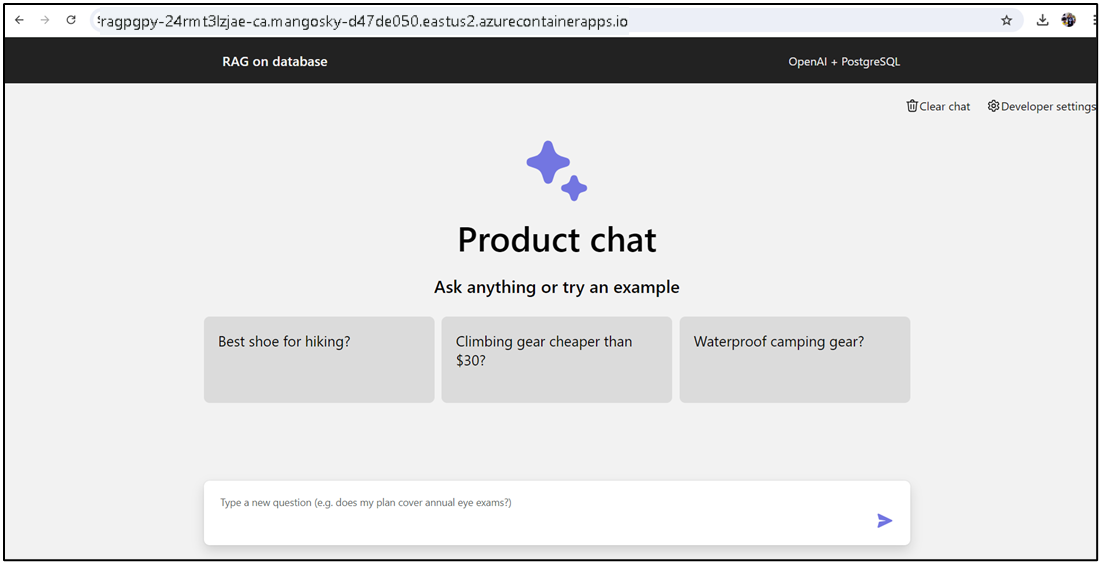 ragpgpy-24rmt3lzjae-ca.mangosky-d47de050.eastus2.azurecontainerapps.io
RAG on database
OpenAI + PostgreSQL
Clear chat
Developer settings
Product chat
Ask anything or try an example
Best shoe for hiking?
Climbing gear cheaper than
$30?
Waterproof camping gear?
Type a new question (e.g. does my plan cover annual eye exams?)